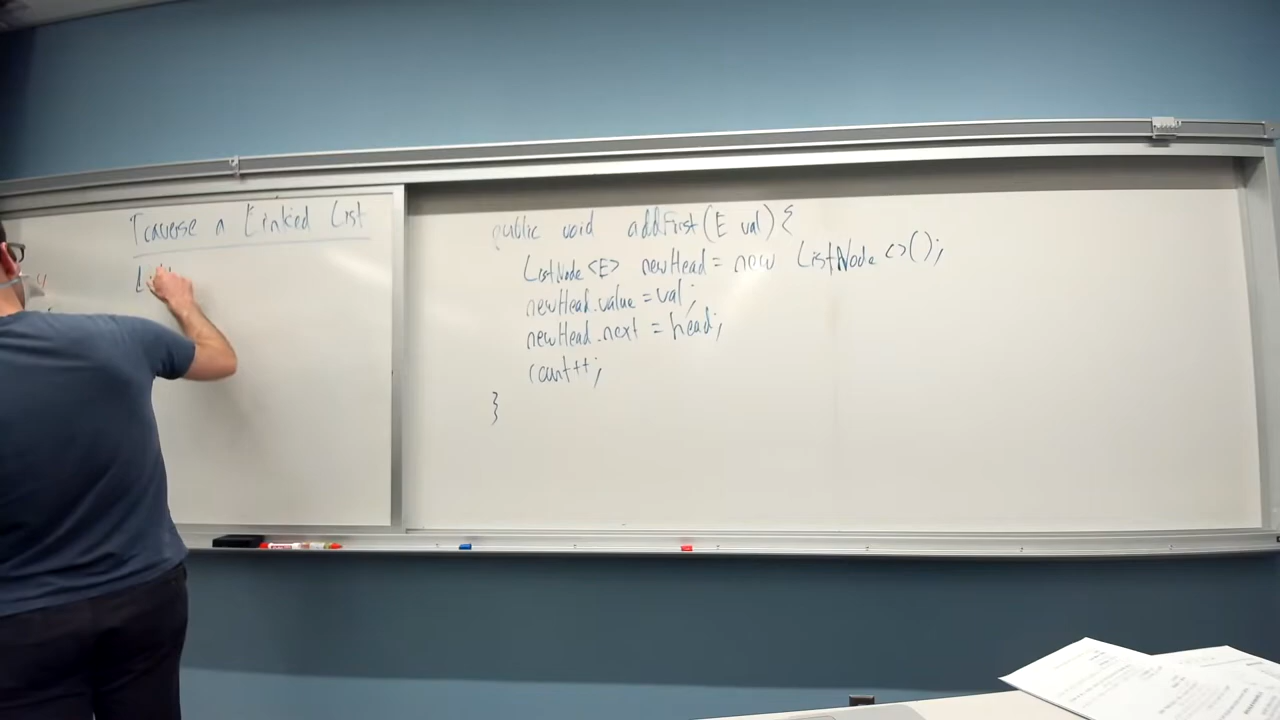 Traverse a Linked List
public void addFirst(E val){
ListNode<E> newHead = new ListNode<>();
newHead.value = val;
newHead.next = head;
count++;
}